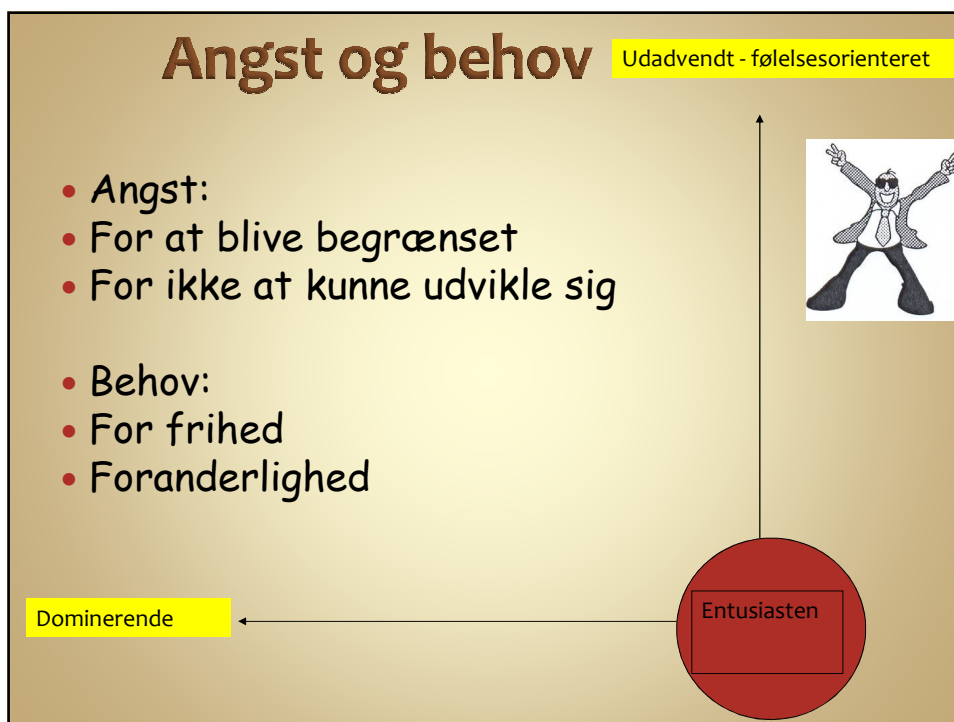 Angst og behov
Udadvendt - følelsesorienteret
Angst:
For at blive begrænset
For ikke at kunne udvikle sig
Behov:
For frihed
Foranderlighed
Dominerende
Entusiasten